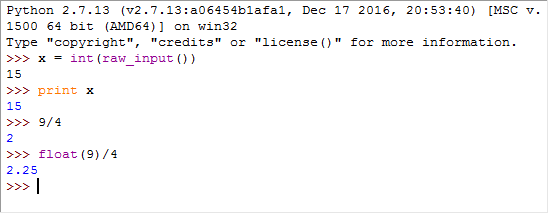 Python 2.7.13 (v2.7.13:a06454b1afa1, Dec 17 2016, 20:53:40) [MSC v.
1500 64 bit (AMD64)] on win32
Type "copyright", "credits" or "license()" for more information.
>>> x = int(raw_input())
15
>>> print x
15
>>> 9/4
2
>>> float(9)/4
2.25
>>>